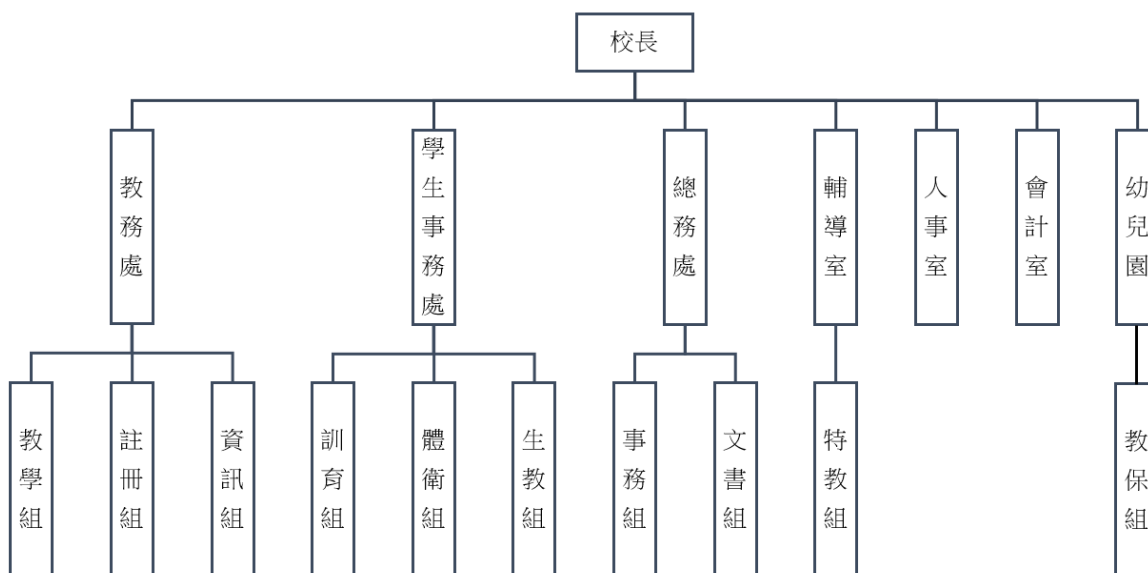 校長
教務處
學生事務處
總務處
輔導室
人事室
會計室
幼兒園
教學組
註冊組
資訊組
訓育組
體衛組
生教組
事務組
文書組
特教組
教保組